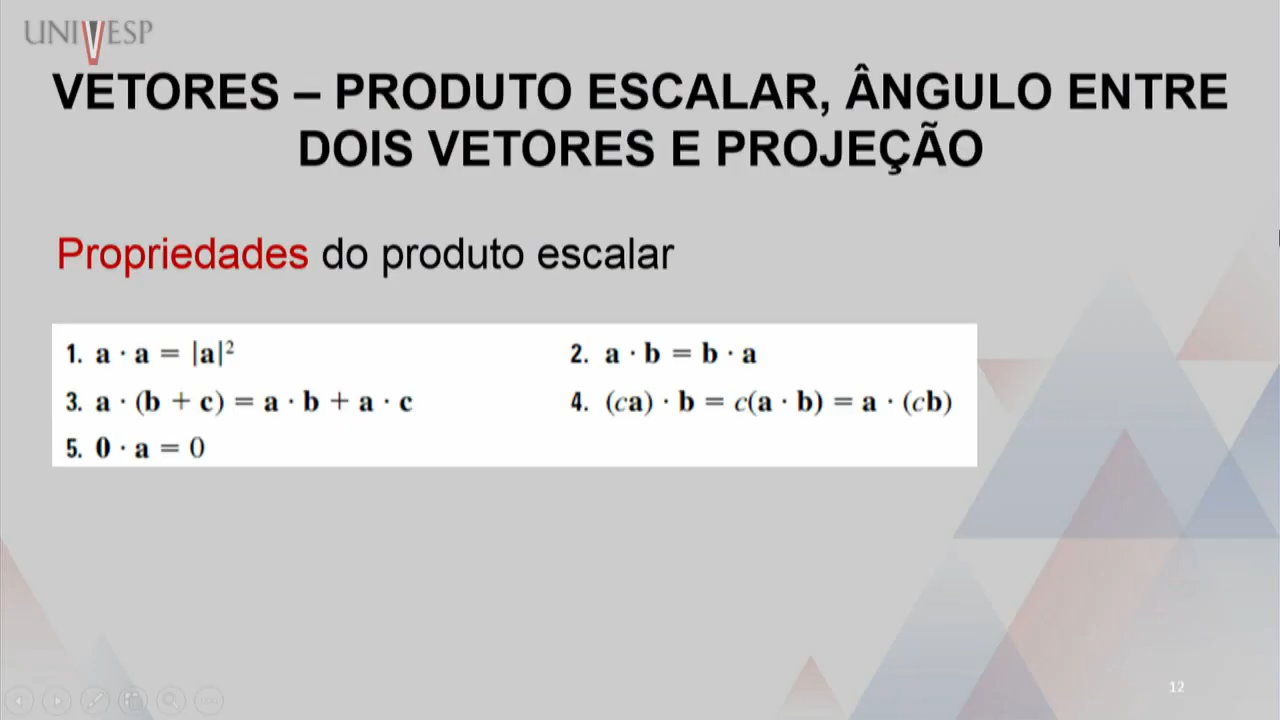 UNIVESP
VETORES – PRODUTO ESCALAR, ÂNGULO ENTRE
DOIS VETORES E PROJEÇÃO
Propriedades do produto escalar
1. a · a = |a|² 2. a · b = b · a
3. a · (b + c) = a · b + a · c 4. (ca) · b = c(a · b) = a · (cb)
5. 0 · a = 0
12